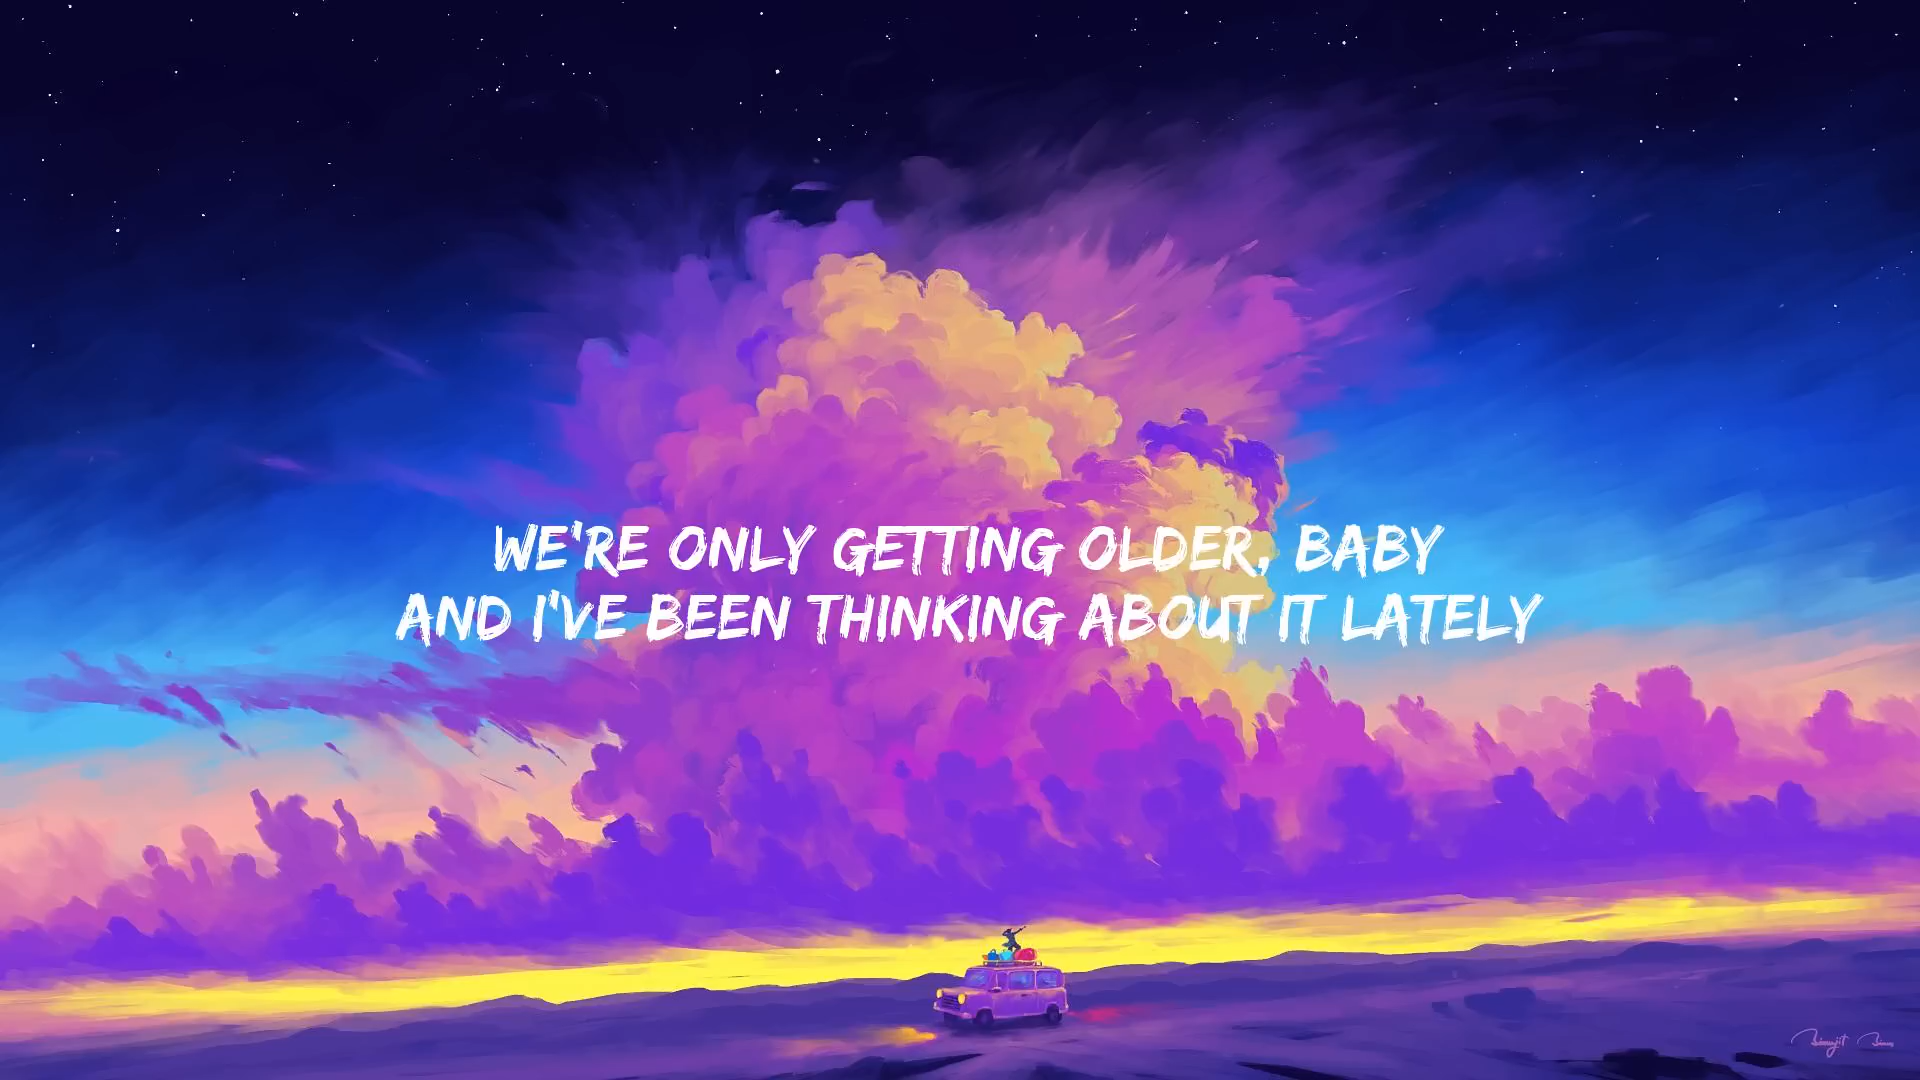 WE'RE ONLY GETTING OLDER, BABY
AND I'VE BEEN THINKING ABOUT IT LATELY